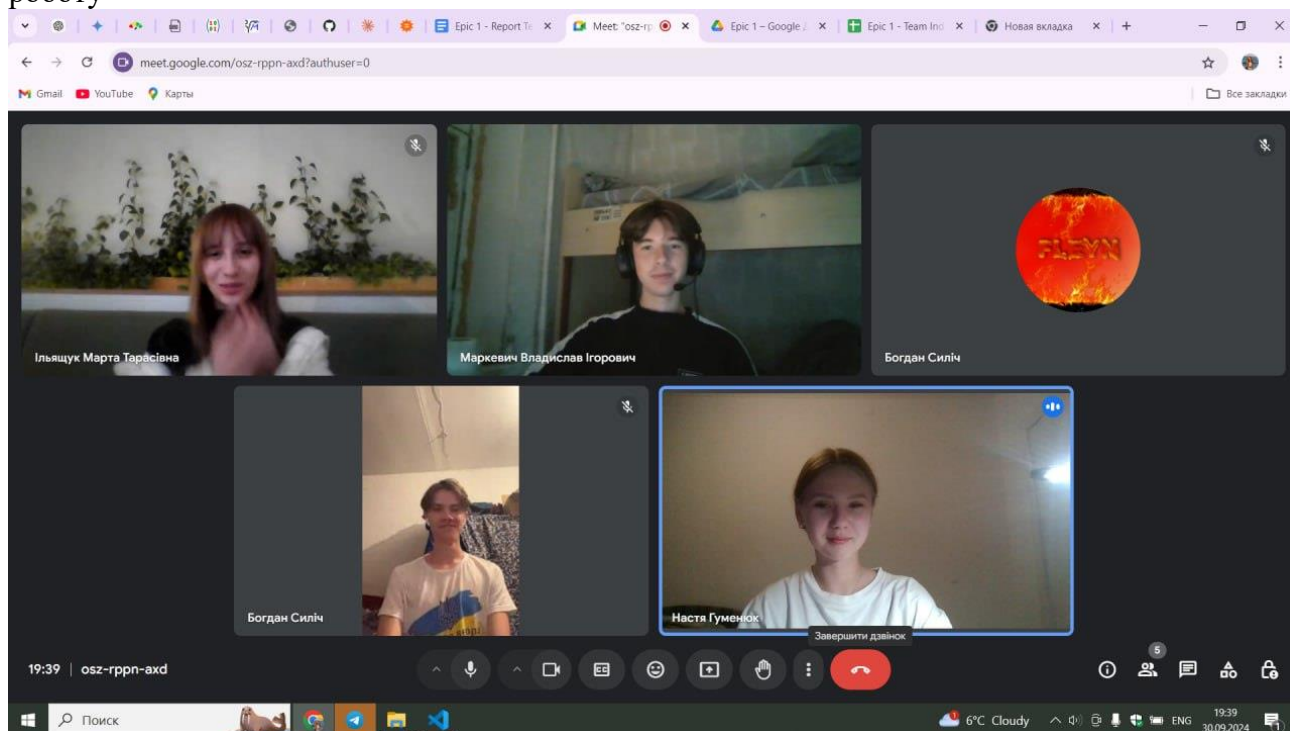 роботу
Epic 1 - Report Te
Meet: "osz-rp
Epic 1 – Google
Epic 1 - Team Ind
Новая вкладка
meet.google.com/osz-rppn-axd?authuser=0
Gmail YouTube Карты
Все закладки
FLEYN
Ільящук Марта Тарасівна
Маркевич Владислав Ігорович
Богдан Силіч
Богдан Силіч
Настя Гуменюк
Завершити дзвінок
19:39 | osz-rppn-axd
5
Поиск
6°C Cloudy
ENG
19:39
30.09.2024